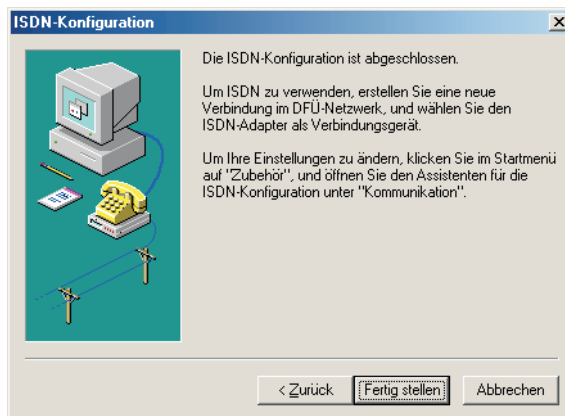 ISDN-Konfiguration
Die ISDN-Konfiguration ist abgeschlossen.
Um ISDN zu verwenden, erstellen Sie eine neue
Verbindung im DFÜ-Netzwerk, und wählen Sie den
ISDN-Adapter als Verbindungsgerät.
Um Ihre Einstellungen zu ändern, klicken Sie im Startmenü
auf "Zubehör", und öffnen Sie den Assistenten für die
ISDN-Konfiguration unter "Kommunikation".
< Zurück
Fertig stellen
Abbrechen